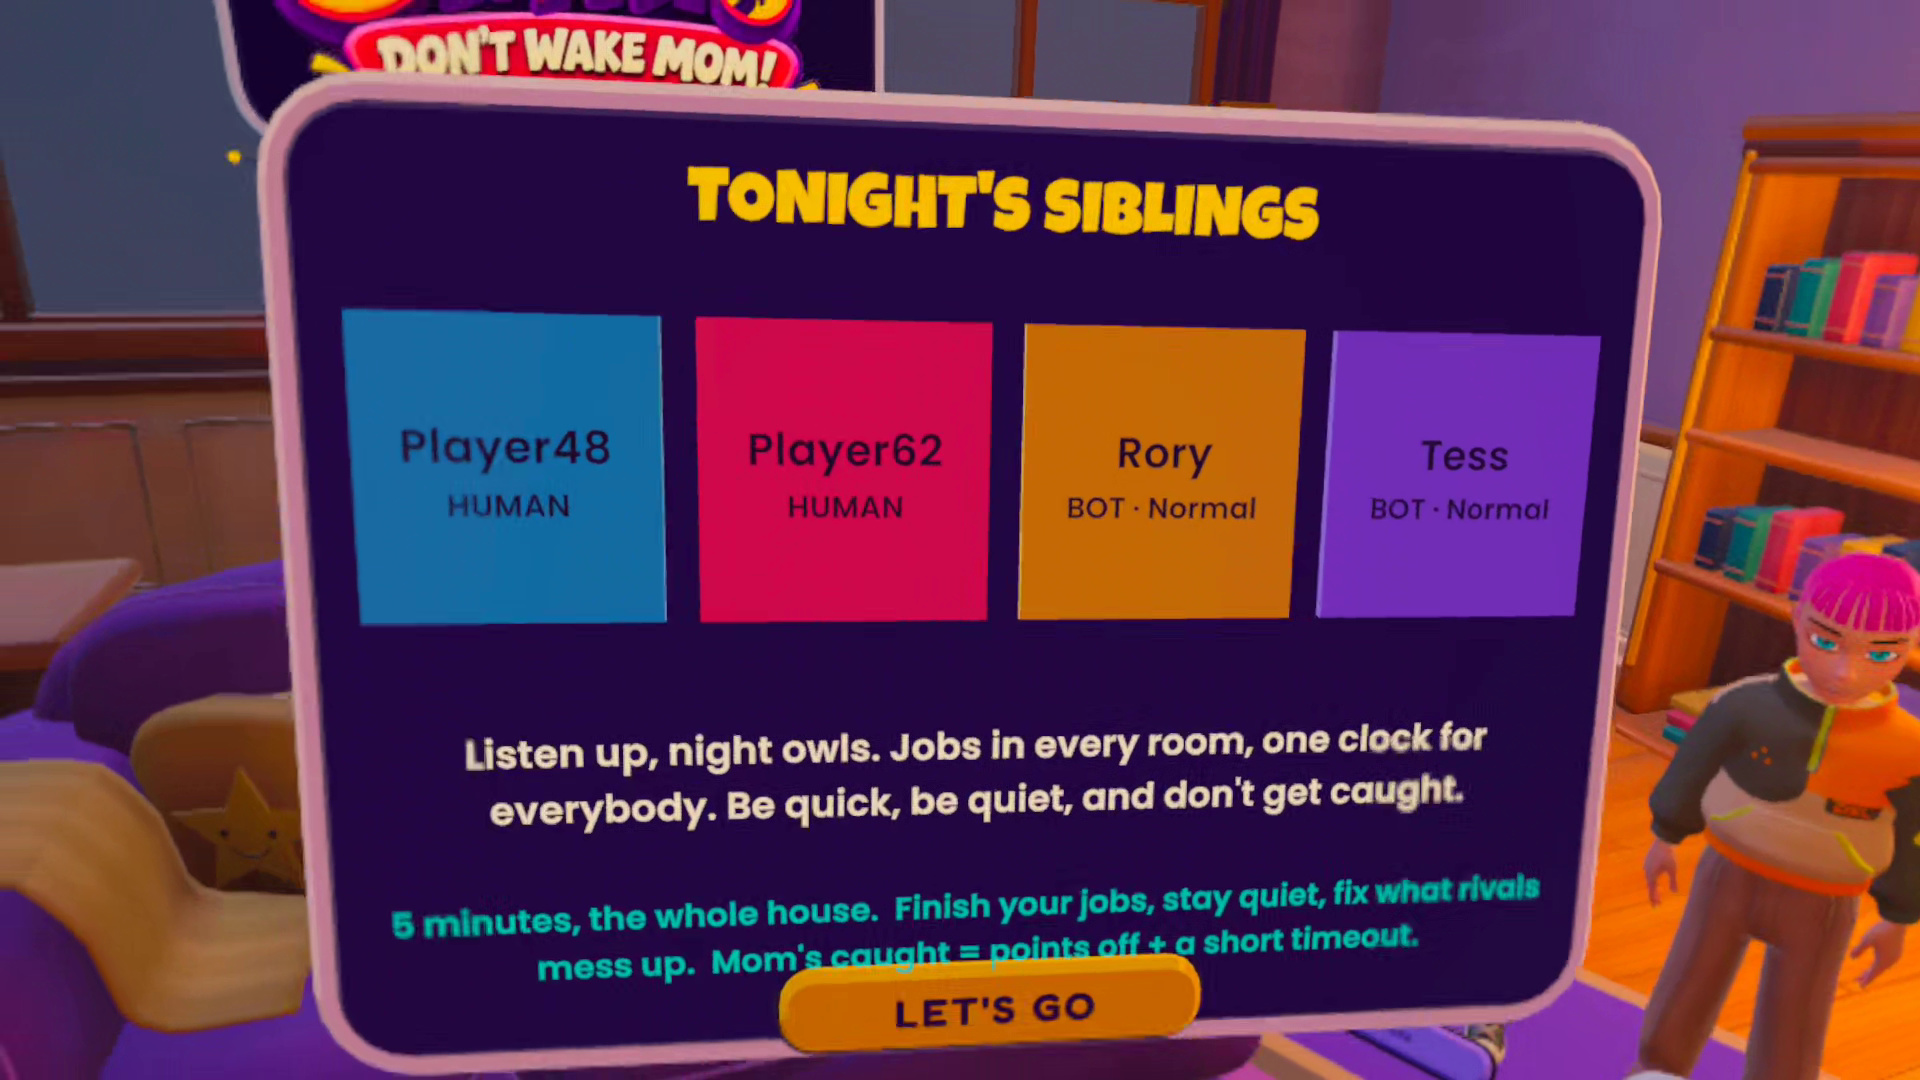 DON'T WAKE MOM!
TONIGHT'S SIBLINGS
Player48
HUMAN
Player62
HUMAN
Rory
BOT · Normal
Tess
BOT · Normal
Listen up, night owls. Jobs in every room, one clock for
everybody. Be quick, be quiet, and don't get caught.
5 minutes, the whole house. Finish your jobs, stay quiet, fix what rivals
mess up. Mom's caught = points off + a short timeout.
LET'S GO